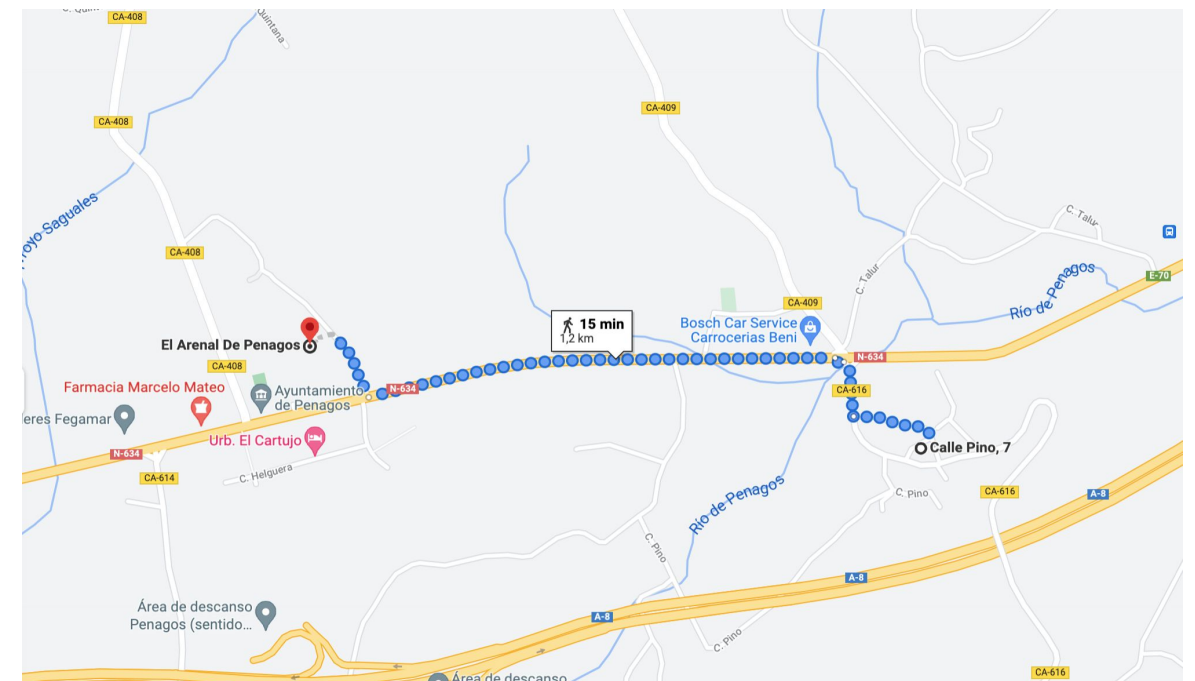 C. Quin
CA-408
Quintana
CA-408
CA-409
Arroyo Saguales
C. Talur
CA-408
E-70
Río de Penagos
C. Talur
CA-409
15 min
1,2 km
Bosch Car Service
Carrocerias Beni
El Arenal De Penagos
N-634
CA-408
Farmacia Marcelo Mateo
Ayuntamiento
de Penagos
N-634
CA-616
eres Fegamar
Urb. El Cartujo
Calle Pino, 7
N-634
CA-614
C. Helguera
Río de Penagos
C. Pino
CA-616
A-8
C. Pino
A-8
Área de descanso
Penagos (sentido...
A-8
C. Pino
CA-616
Área de descanso